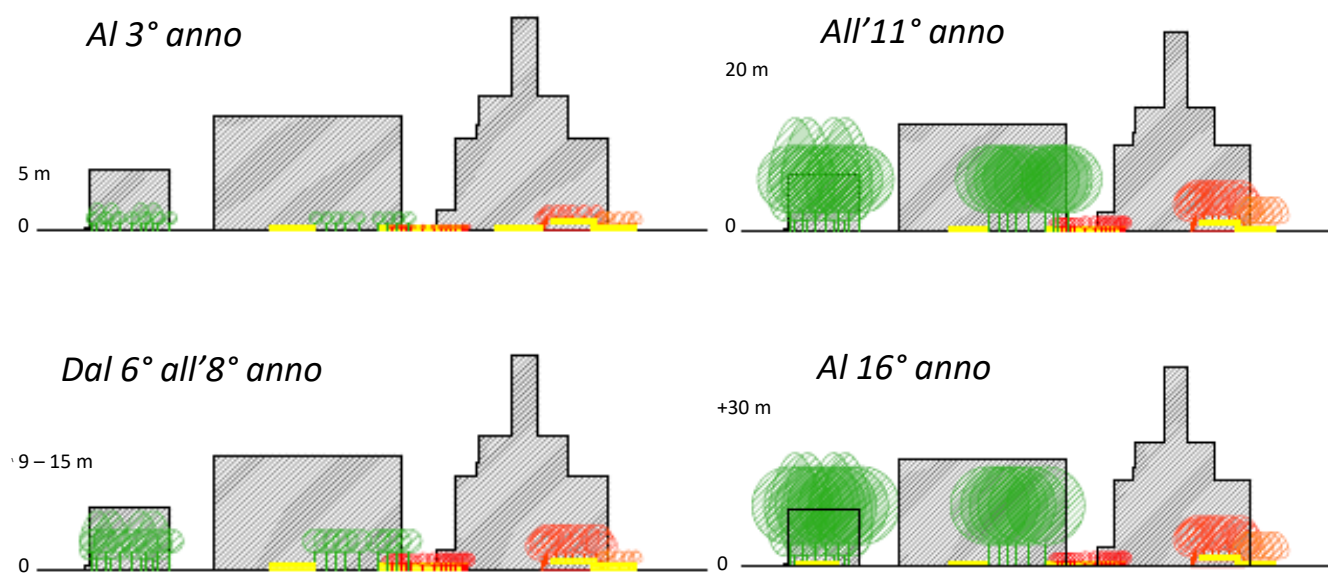 Al 3° anno
5 m
0
All'11° anno
20 m
0
Dal 6° all'8° anno
9 – 15 m
0
Al 16° anno
+30 m
0